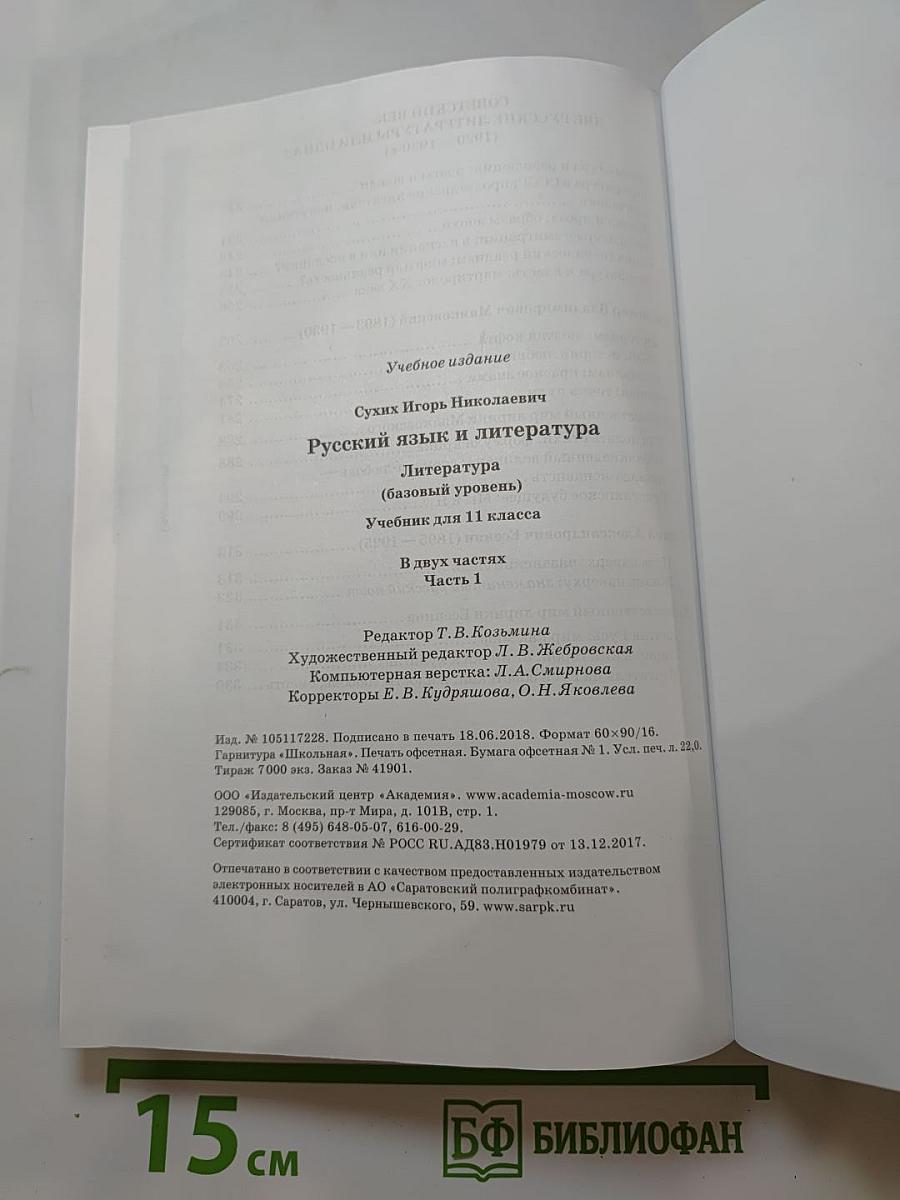 Учебное издание
Сухих Игорь Николаевич
Русский язык и литература
Литература
(базовый уровень)
Учебник для 11 класса
В двух частях
Часть 1
Редактор Т. В. Козьмина
Художественный редактор Л. В. Жебровская
Компьютерная верстка: Л. А. Смирнова
Корректоры Е. В. Кудряшова, О. Н. Яковлева
Изд. № 105117228. Подписано в печать 18.06.2018. Формат 60×90/16.
Гарнитура «Школьная». Печать офсетная. Бумага офсетная № 1. Усл. печ. л. 22,0.
Тираж 7000 экз. Заказ № 41901.
ООО «Издательский центр «Академия». www.academia-moscow.ru
129085, г. Москва, пр-т Мира, д. 101В, стр. 1.
Тел./факс: 8 (495) 648-05-07, 616-00-29.
Сертификат соответствия № РОСС RU.АД83.Н01979 от 13.12.2017.
Отпечатано в соответствии с качеством предоставленных издательством
электронных носителей в АО «Саратовский полиграфкомбинат».
410004, г. Саратов, ул. Чернышевского, 59. www.sarpk.ru
15 см
БФ БИБЛИОФАН